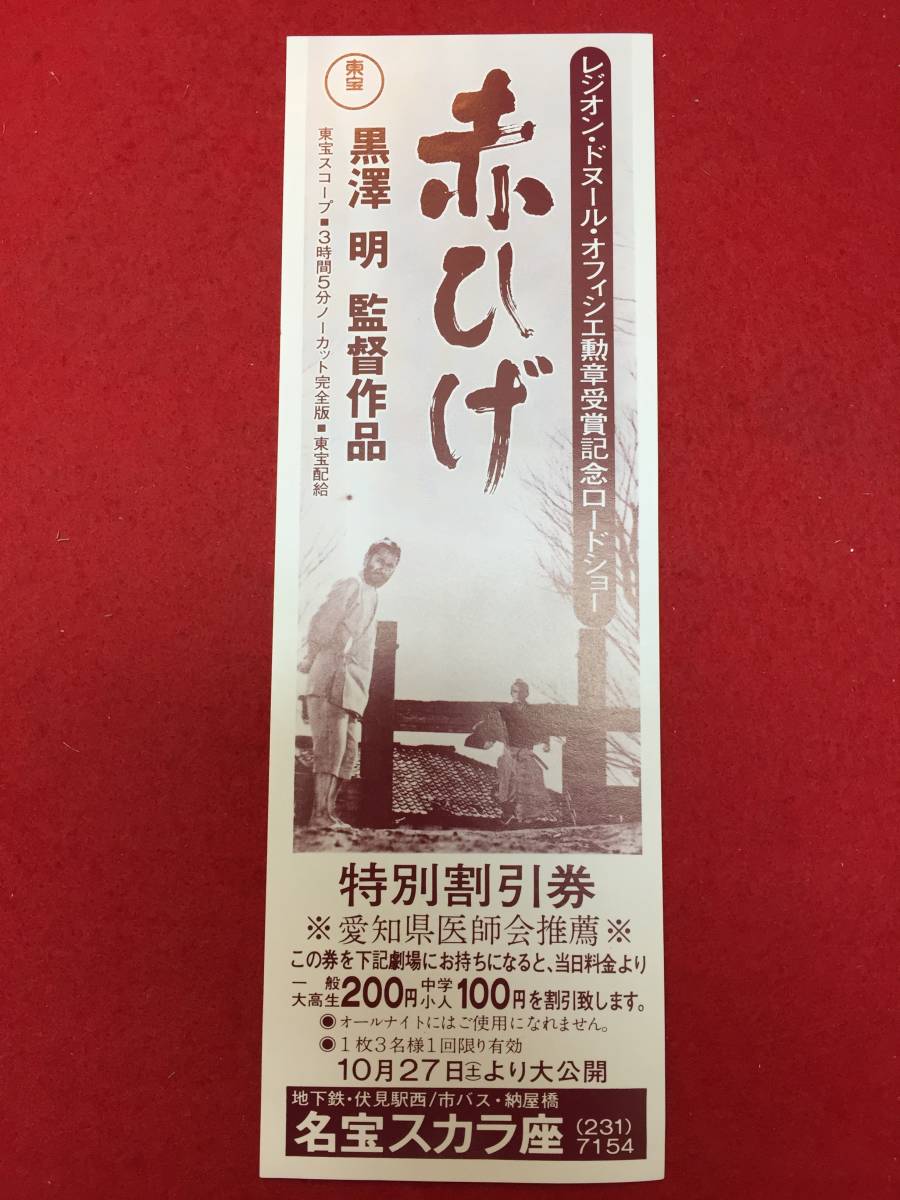 レジオン・ドヌール・オフィシエ勲章受賞記念ロードショー
赤ひげ
東宝
黒澤 明 監督作品
東宝スコープ■3時間5分ノーカット完全版■東宝配給
特別割引券
※愛知県医師会推薦※
この券を下記劇場にお持ちになると、当日料金より
一般大高生200円中学小人100円を割引致します。
◉オールナイトにはご使用になれません。
◉1枚3名様1回限り有効
10月27日㊏より大公開
地下鉄・伏見駅西/市バス・納屋橋
名宝スカラ座(231)7154